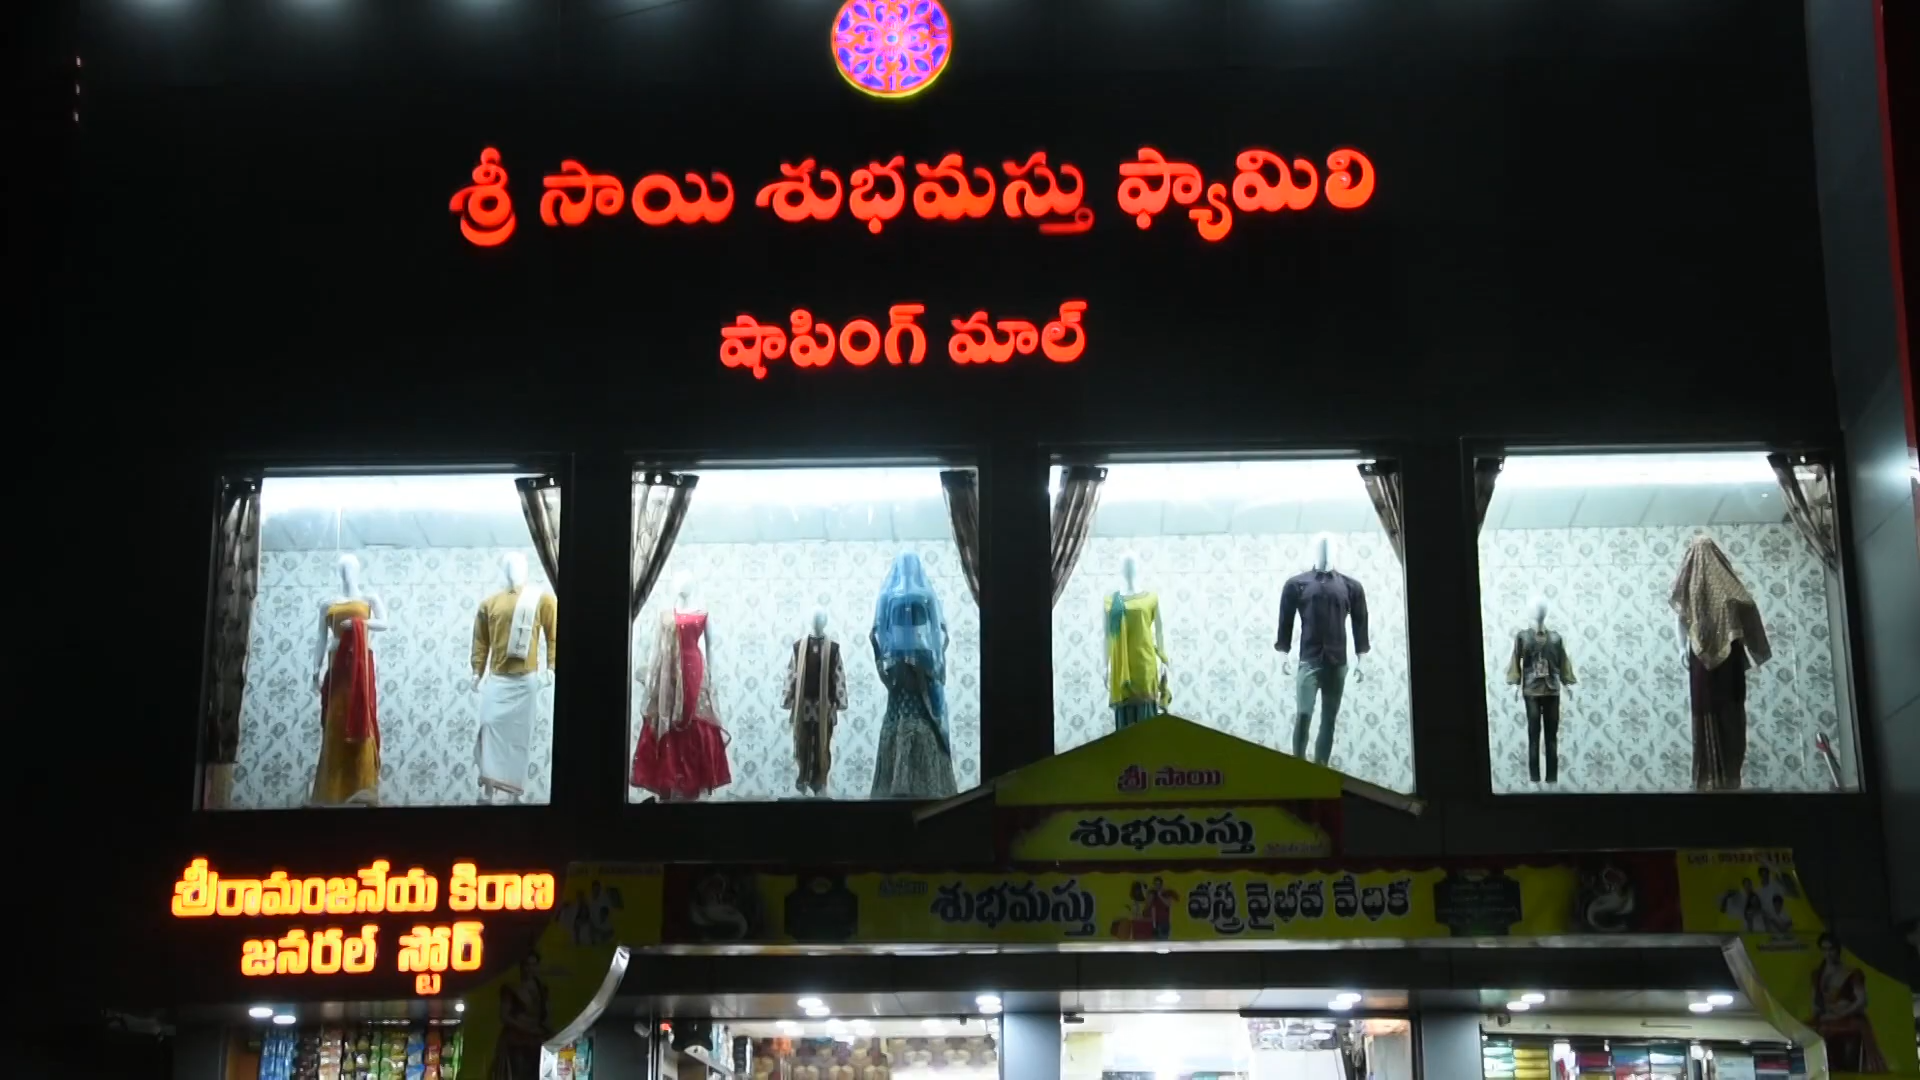 శ్రీ సాయి శుభమస్తు ఫ్యామిలి
షాపింగ్ మాల్
శ్రీ సాయి
శుభమస్తు
శ్రీరామంజనేయ కిరాణ
జనరల్ స్టోర్
శుభమస్తు వస్త్ర వైభవ వేధిక